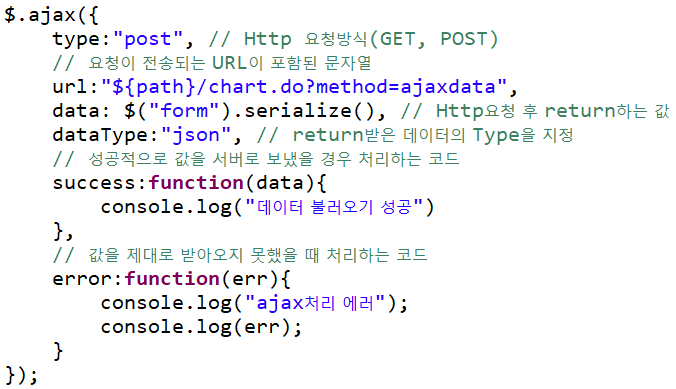 $.ajax({
    type:"post", // Http 요청방식(GET, POST)
    // 요청이 전송되는 URL이 포함된 문자열
    url:"${path}/chart.do?method=ajaxdata",
    data: $("form").serialize(), // Http요청 후 return하는 값
    dataType:"json", // return받은 데이터의 Type을 지정
    // 성공적으로 값을 서버로 보냈을 경우 처리하는 코드
    success:function(data){
        console.log("데이터 불러오기 성공")
    },
    // 값을 제대로 받아오지 못했을 때 처리하는 코드
    error:function(err){
        console.log("ajax처리 에러");
        console.log(err);
    }
});